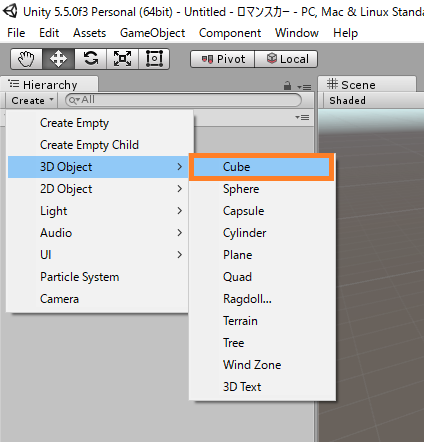 Unity 5.5.0f3 Personal (64bit) - Untitled - ロマンスカー - PC, Mac & Linux Standa
File Edit Assets GameObject Component Window Help
Pivot Local
Hierarchy
Scene
Create All
Shaded
Create Empty
Create Empty Child
3D Object
2D Object
Light
Audio
UI
Particle System
Camera
Cube
Sphere
Capsule
Cylinder
Plane
Quad
Ragdoll...
Terrain
Tree
Wind Zone
3D Text